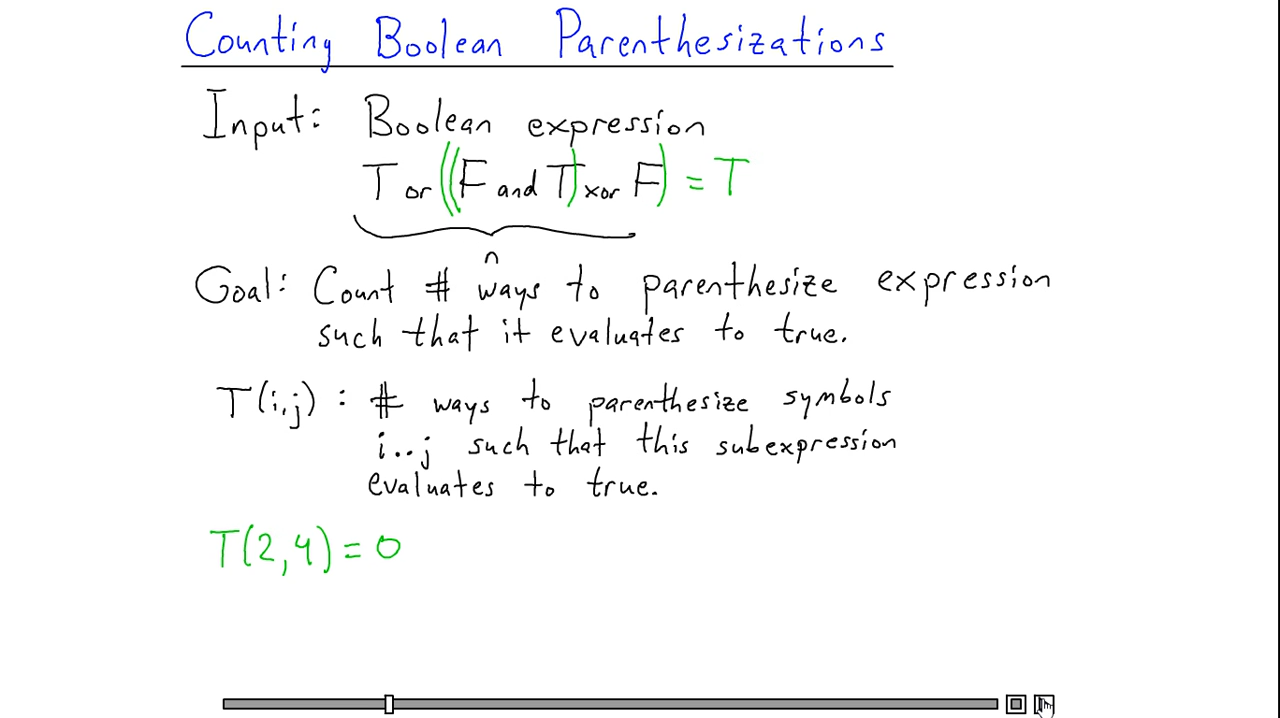 Counting Boolean Parenthesizations
Input: Boolean expression
T or ((F and T) xor F) = T
n
Goal: Count # ways to parenthesize expression
such that it evaluates to true.
T(i,j) : # ways to parenthesize symbols
i..j such that this subexpression
evaluates to true.
T(2,4) = 0